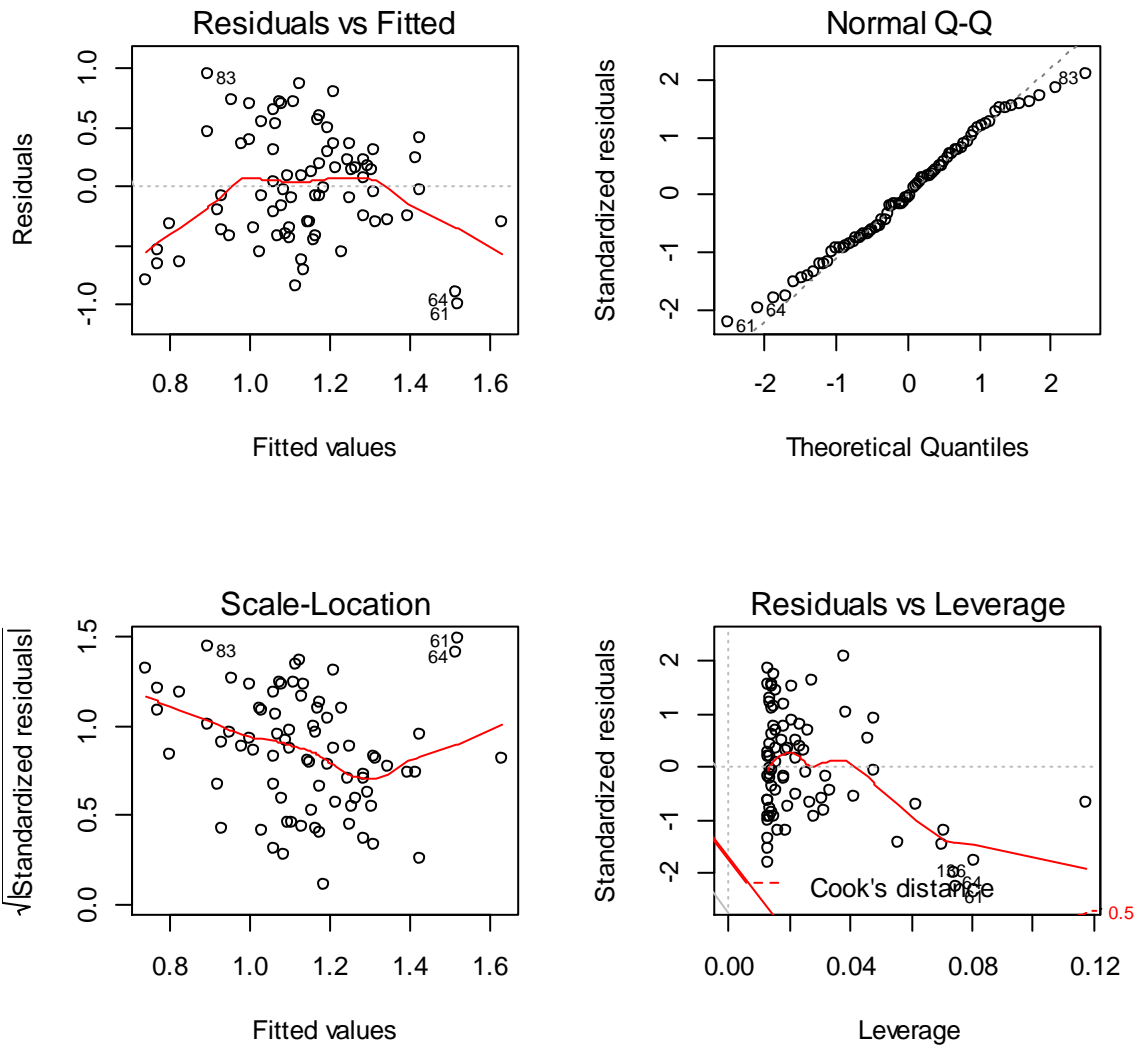 Residuals vs Fitted
Residuals
1.0
0.5
0.0
-1.0
83
64
61
0.8 1.0 1.2 1.4 1.6
Fitted values
Normal Q-Q
Standardized residuals
2
1
0
-1
-2
83
64
61
-2 -1 0 1 2
Theoretical Quantiles
Scale-Location
√|Standardized residuals|
1.5
1.0
0.5
0.0
83
61
64
0.8 1.0 1.2 1.4 1.6
Fitted values
Residuals vs Leverage
Standardized residuals
2
1
0
-1
-2
136
64
61
Cook's distance
0.5
0.00 0.04 0.08 0.12
Leverage